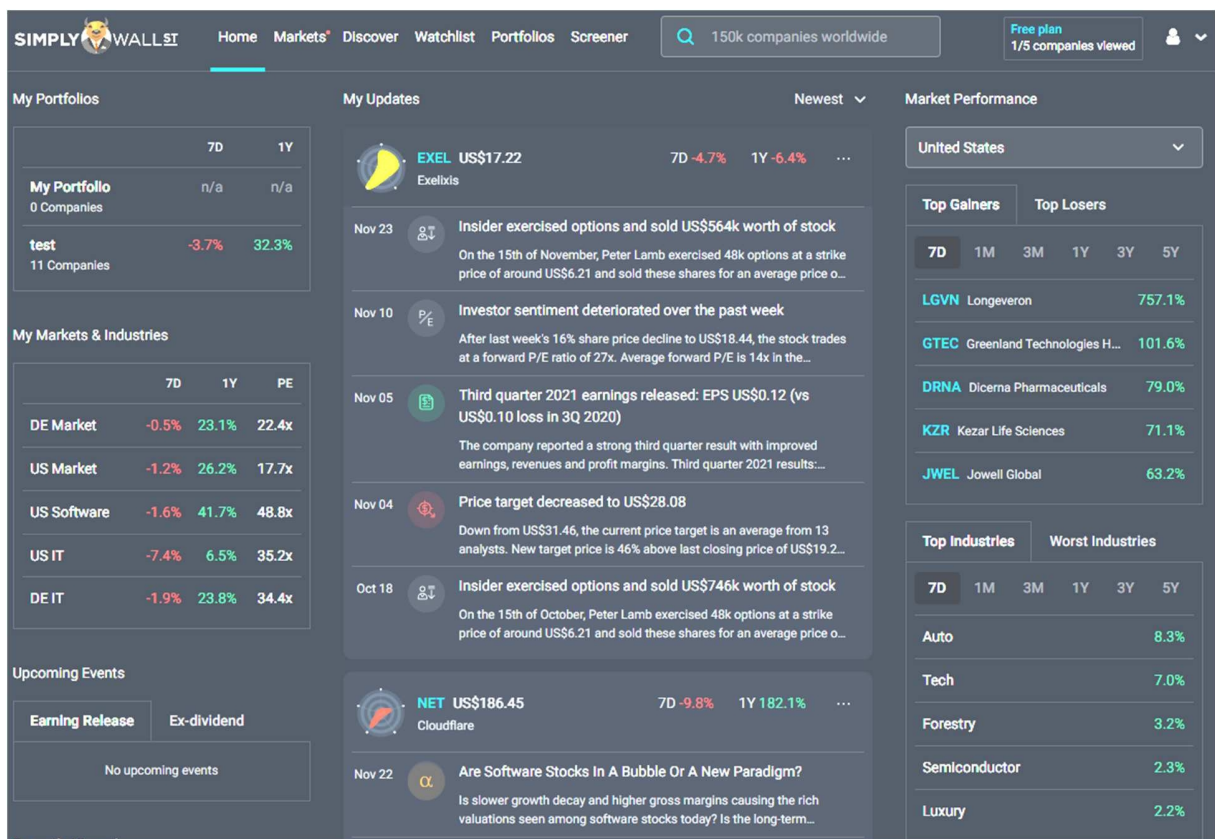 SIMPLY WALL ST
Home Markets Discover Watchlist Portfolios Screener
150k companies worldwide
Free plan
1/5 companies viewed
My Portfolios
7D 1Y
My Portfolio n/a n/a
0 Companies
test -3.7% 32.3%
11 Companies
My Markets & Industries
7D 1Y PE
DE Market -0.5% 23.1% 22.4x
US Market -1.2% 26.2% 17.7x
US Software -1.6% 41.7% 48.8x
US IT -7.4% 6.5% 35.2x
DE IT -1.9% 23.8% 34.4x
Upcoming Events
Earning Release Ex-dividend
No upcoming events
My Updates Newest
EXEL US$17.22 7D -4.7% 1Y -6.4% ...
Exelixis
Nov 23 Insider exercised options and sold US$564k worth of stock
On the 15th of November, Peter Lamb exercised 48k options at a strike
price of around US$6.21 and sold these shares for an average price o...
Nov 10 P/E Investor sentiment deteriorated over the past week
After last week's 16% share price decline to US$18.44, the stock trades
at a forward P/E ratio of 27x. Average forward P/E is 14x in the...
Nov 05 Third quarter 2021 earnings released: EPS US$0.12 (vs
US$0.10 loss in 3Q 2020)
The company reported a strong third quarter result with improved
earnings, revenues and profit margins. Third quarter 2021 results:...
Nov 04 Price target decreased to US$28.08
Down from US$31.46, the current price target is an average from 13
analysts. New target price is 46% above last closing price of US$19.2...
Oct 18 Insider exercised options and sold US$746k worth of stock
On the 15th of October, Peter Lamb exercised 48k options at a strike
price of around US$6.21 and sold these shares for an average price o...
NET US$186.45 7D -9.8% 1Y 182.1% ...
Cloudflare
Nov 22 α Are Software Stocks In A Bubble Or A New Paradigm?
Is slower growth decay and higher gross margins causing the rich
valuations seen among software stocks today? Is the long-term...
Market Performance
United States
Top Gainers Top Losers
7D 1M 3M 1Y 3Y 5Y
LGVN Longeveron 757.1%
GTEC Greenland Technologies H... 101.6%
DRNA Dicerna Pharmaceuticals 79.0%
KZR Kezar Life Sciences 71.1%
JWEL Jowell Global 63.2%
Top Industries Worst Industries
7D 1M 3M 1Y 3Y 5Y
Auto 8.3%
Tech 7.0%
Forestry 3.2%
Semiconductor 2.3%
Luxury 2.2%